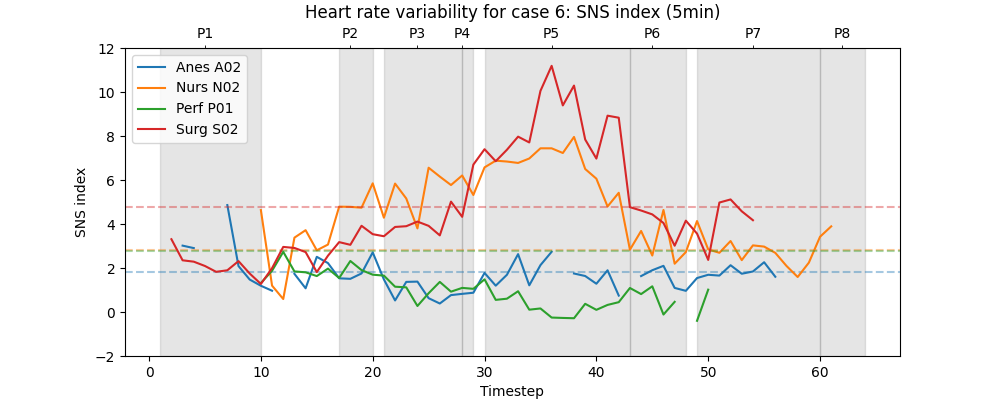 Heart rate variability for case 6: SNS index (5min)
P1 P2 P3 P4 P5 P6 P7 P8
12
10
8
6
4
2
0
−2
SNS index
Anes A02
Nurs N02
Perf P01
Surg S02
0 10 20 30 40 50 60
Timestep